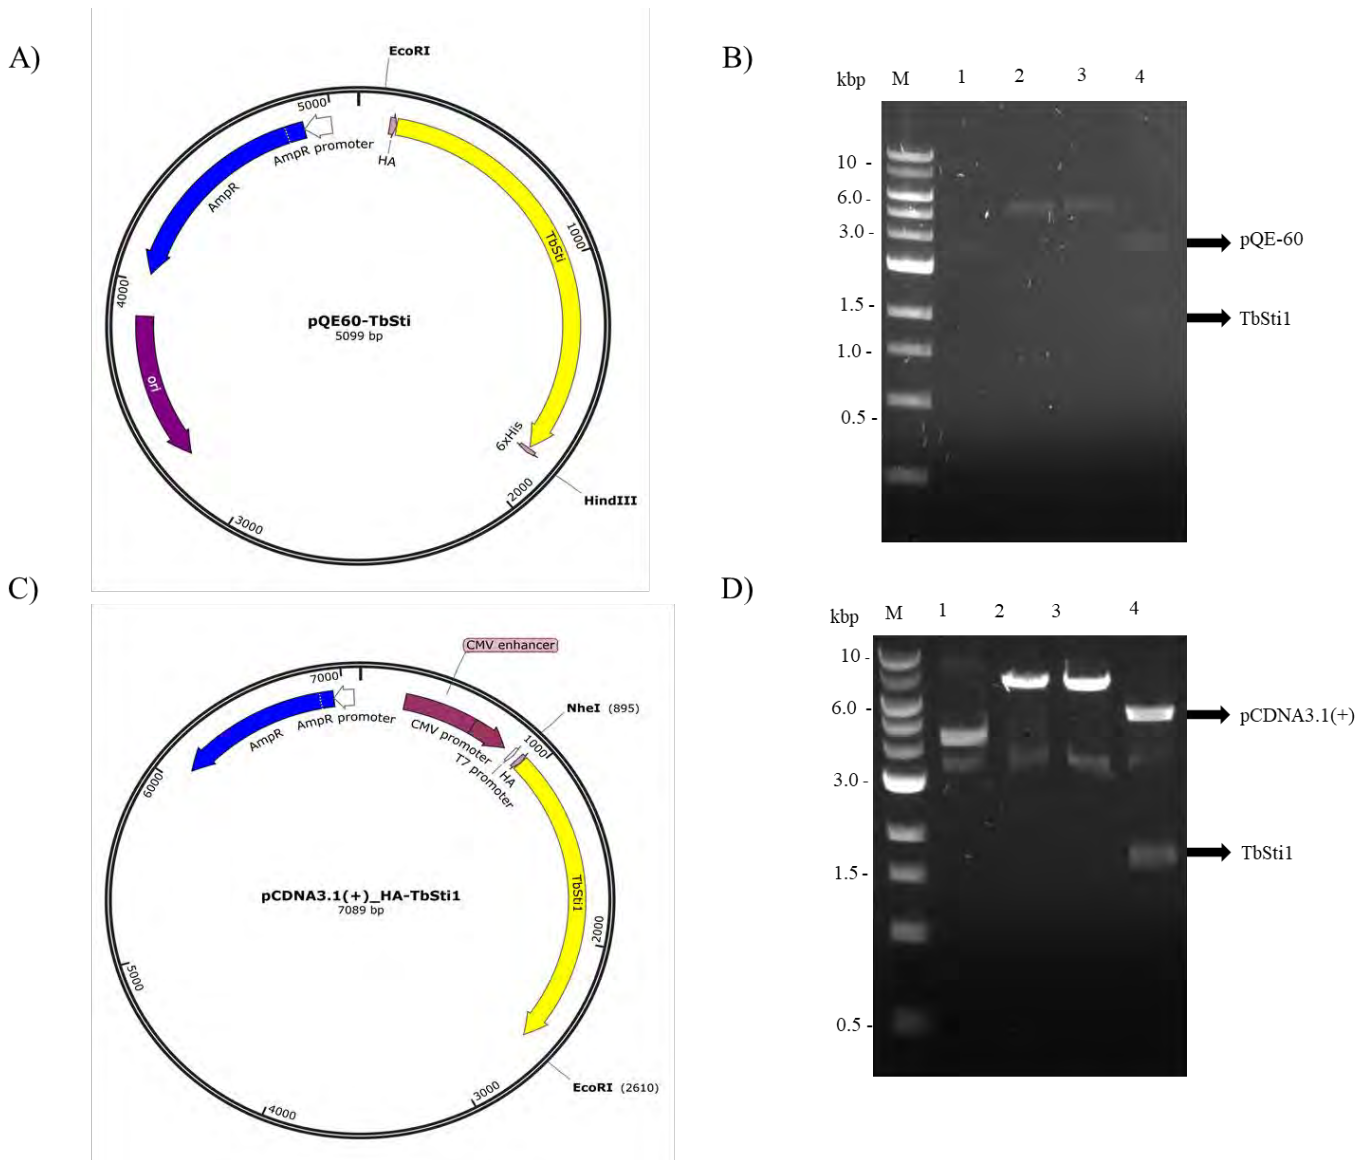 A)
EcoRI
5000
AmpR promoter
HA
AmpR
TbSti
1000
4000
pQE60-TbSti
5099 bp
ori
6xHis
2000
HindIII
3000
B)
kbp M 1 2 3 4
10 -
6.0 -
3.0 -
pQE-60
1.5 -
TbSti1
1.0 -
0.5 -
C)
CMV enhancer
7000
NheI (895)
AmpR promoter
AmpR
CMV promoter
1000
T7 promoter
HA
6000
TbSti1
pCDNA3.1(+)_HA-TbSti1
7089 bp
2000
5000
EcoRI (2610)
3000
4000
D)
kbp M 1 2 3 4
10 -
6.0 -
pCDNA3.1(+)
3.0 -
TbSti1
1.5 -
0.5 -